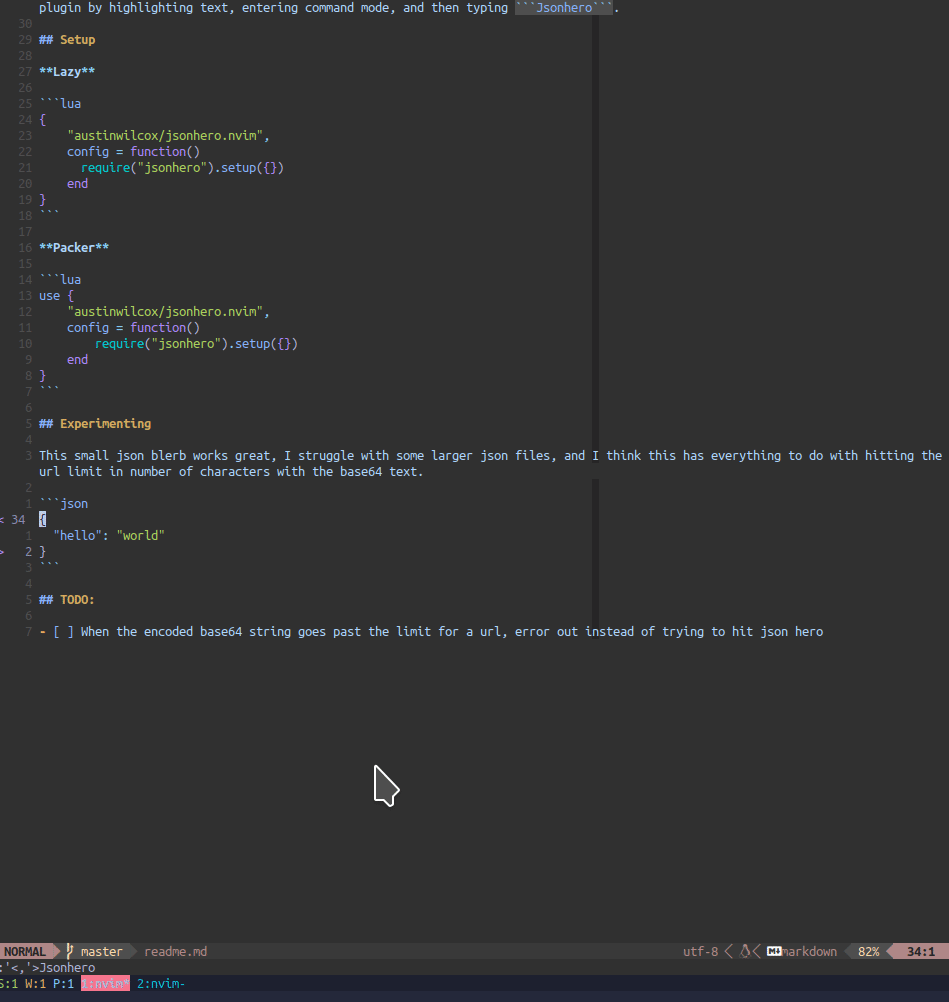 plugin by highlighting text, entering command mode, and then typing ```Jsonhero```.
30
29 ## Setup
28
27 **Lazy**
26
25 ```lua
24 {
23     "austinwilcox/jsonhero.nvim",
22     config = function()
21       require("jsonhero").setup({})
20     end
19 }
18 ```
17
16 **Packer**
15
14 ```lua
13 use {
12     "austinwilcox/jsonhero.nvim",
11     config = function()
10         require("jsonhero").setup({})
9     end
8 }
7 ```
6
5 ## Experimenting
4
3 This small json blerb works great, I struggle with some larger json files, and I think this has everything to do with hitting the
url limit in number of characters with the base64 text.
2
1 ```json
< 34 {
1   "hello": "world"
> 2 }
3 ```
4
5 ## TODO:
6
7 - [ ] When the encoded base64 string goes past the limit for a url, error out instead of trying to hit json hero
NORMAL master readme.md utf-8 markdown 82% 34:1
:'<,'>Jsonhero
S:1 W:1 P:1 1:nvim* 2:nvim-